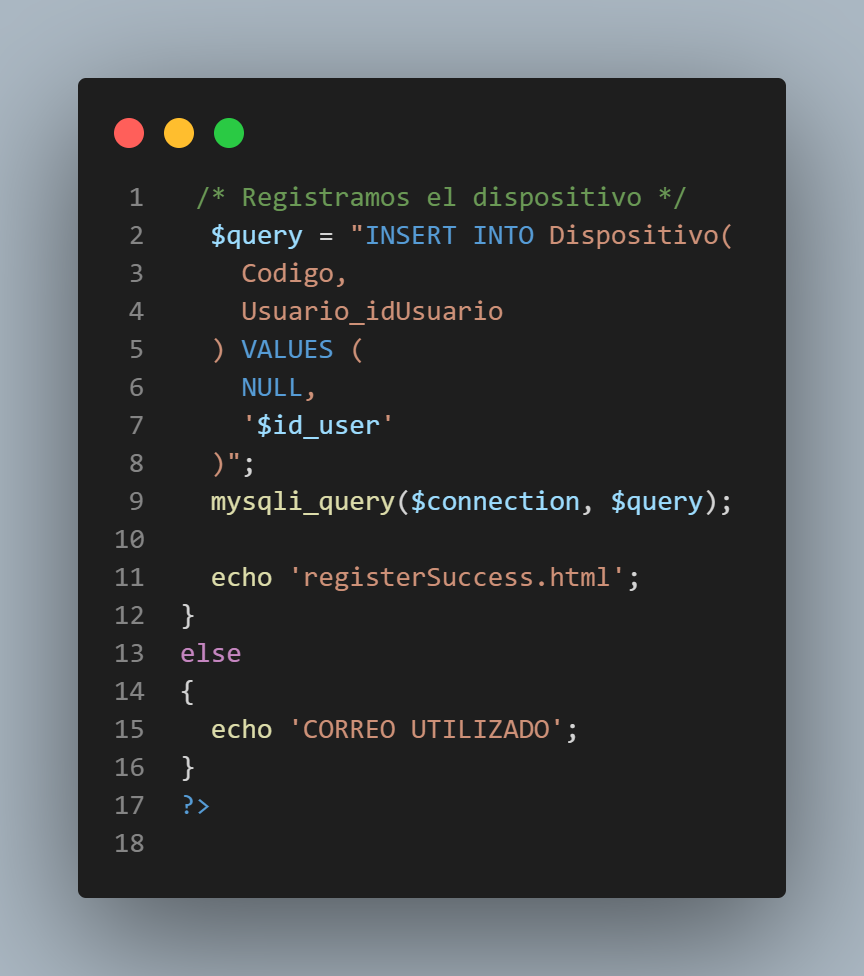 1 /* Registramos el dispositivo */
2 $query = "INSERT INTO Dispositivo(
3 Codigo,
4 Usuario_idUsuario
5 ) VALUES (
6 NULL,
7 '$id_user'
8 )";
9 mysqli_query($connection, $query);
10
11 echo 'registerSuccess.html';
12 }
13 else
14 {
15 echo 'CORREO UTILIZADO';
16 }
17 ?>
18